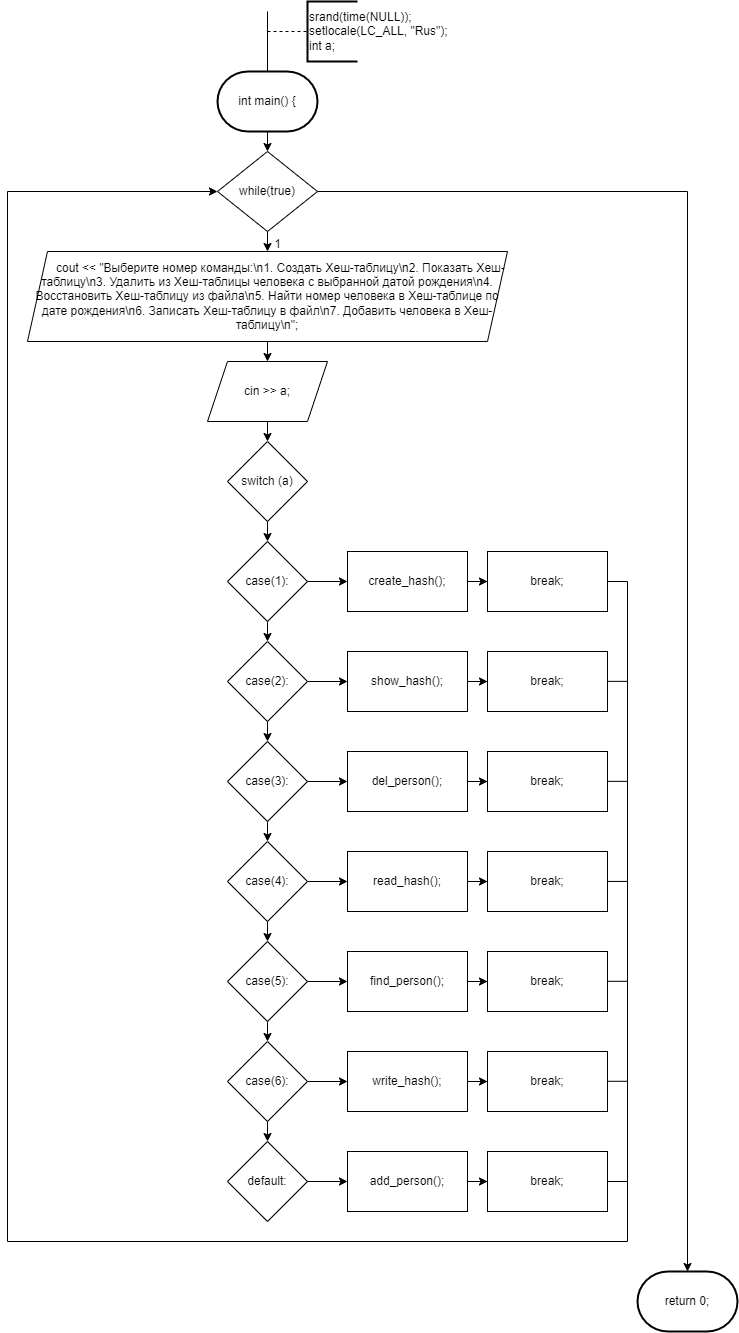 srand(time(NULL));
setlocale(LC_ALL, "Rus");
int a;
int main() {
while(true)
1
cout << "Выберите номер команды:\n1. Создать Хеш-таблицу\n2. Показать Хеш-
таблицу\n3. Удалить из Хеш-таблицы человека с выбранной датой рождения\n4.
Восстановить Хеш-таблицу из файла\n5. Найти номер человека в Хеш-таблице по
дате рождения\n6. Записать Хеш-таблицу в файл\n7. Добавить человека в Хеш-
таблицу\n";
cin >> a;
switch (a)
case(1):
create_hash();
break;
case(2):
show_hash();
break;
case(3):
del_person();
break;
case(4):
read_hash();
break;
case(5):
find_person();
break;
case(6):
write_hash();
break;
default:
add_person();
break;
return 0;